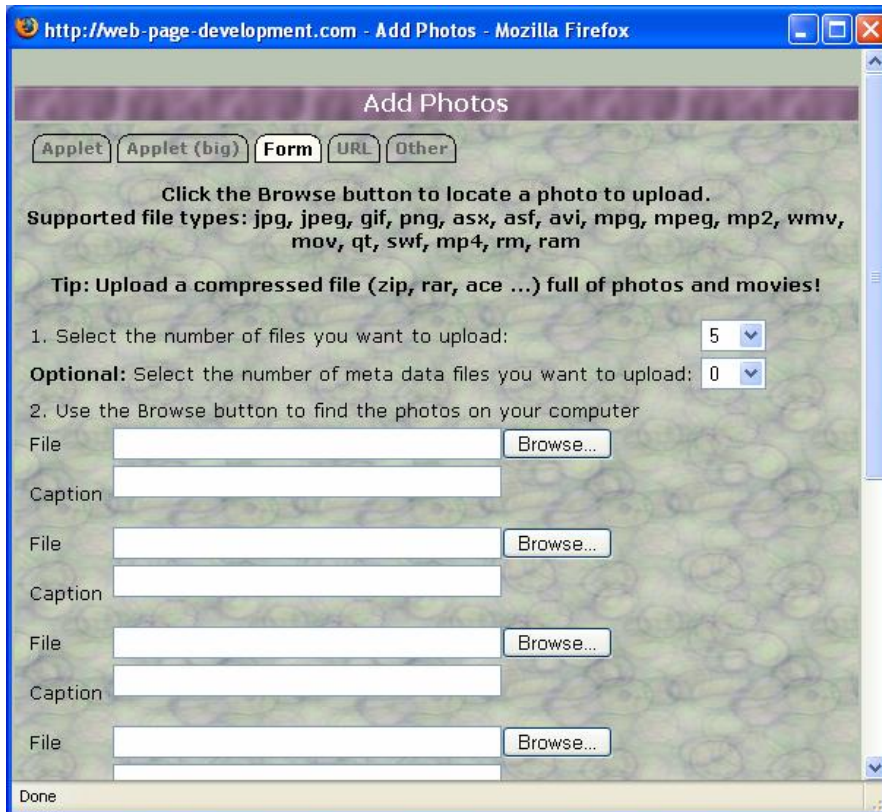 http://web-page-development.com - Add Photos - Mozilla Firefox
Add Photos
Applet Applet (big) Form URL Other
Click the Browse button to locate a photo to upload.
Supported file types: jpg, jpeg, gif, png, asx, asf, avi, mpg, mpeg, mp2, wmv,
mov, qt, swf, mp4, rm, ram
Tip: Upload a compressed file (zip, rar, ace ...) full of photos and movies!
1. Select the number of files you want to upload: 5
Optional: Select the number of meta data files you want to upload: 0
2. Use the Browse button to find the photos on your computer
File Browse...
Caption
File Browse...
Caption
File Browse...
Caption
File Browse...
Done